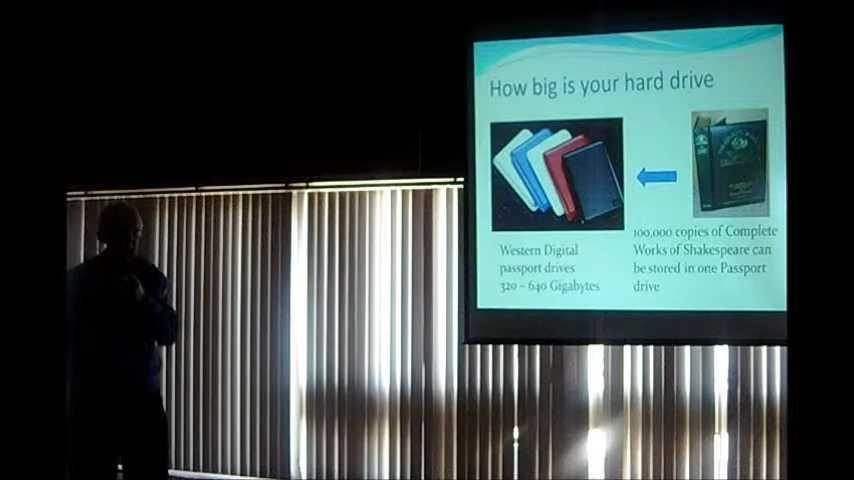 How big is your hard drive
Western Digital
passport drives
320 – 640 Gigabytes
100,000 copies of Complete
Works of Shakespeare can
be stored in one Passport
drive